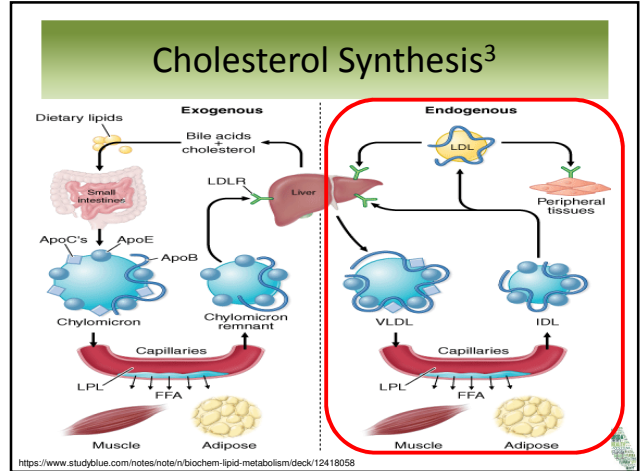 Cholesterol Synthesis³
Exogenous
Dietary lipids
Bile acids
+
cholesterol
Small
intestines
LDLR
Liver
ApoC's
ApoE
ApoB
Chylomicron
Chylomicron
remnant
Capillaries
LPL
FFA
Muscle
Adipose
Endogenous
LDL
Peripheral
tissues
VLDL
IDL
Capillaries
LPL
FFA
Muscle
Adipose
https://www.studyblue.com/notes/note/n/biochem-lipid-metabolism/deck/12418058